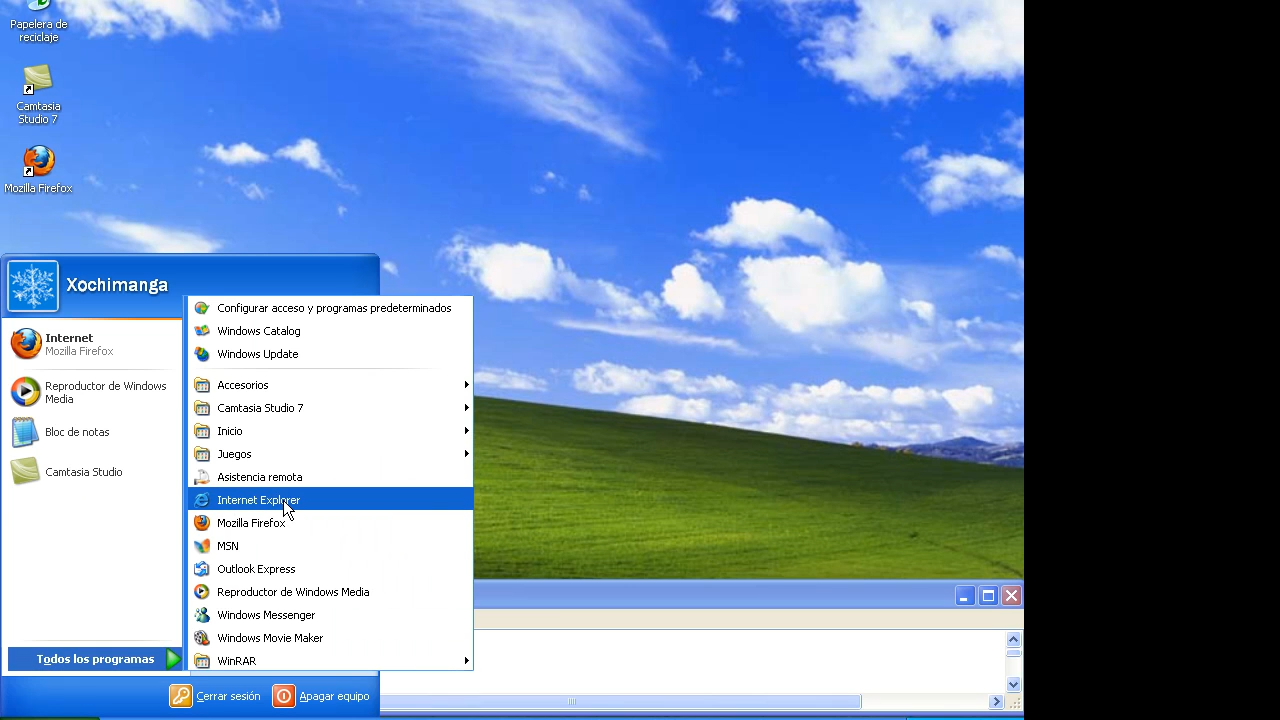 Papelera de
reciclaje
Camtasia
Studio 7
Mozilla Firefox
Xochimanga
Internet
Mozilla Firefox
Reproductor de Windows
Media
Bloc de notas
Camtasia Studio
Todos los programas
Configurar acceso y programas predeterminados
Windows Catalog
Windows Update
Accesorios
Camtasia Studio 7
Inicio
Juegos
Asistencia remota
Internet Explorer
Mozilla Firefox
MSN
Outlook Express
Reproductor de Windows Media
Windows Messenger
Windows Movie Maker
WinRAR
Cerrar sesión
Apagar equipo